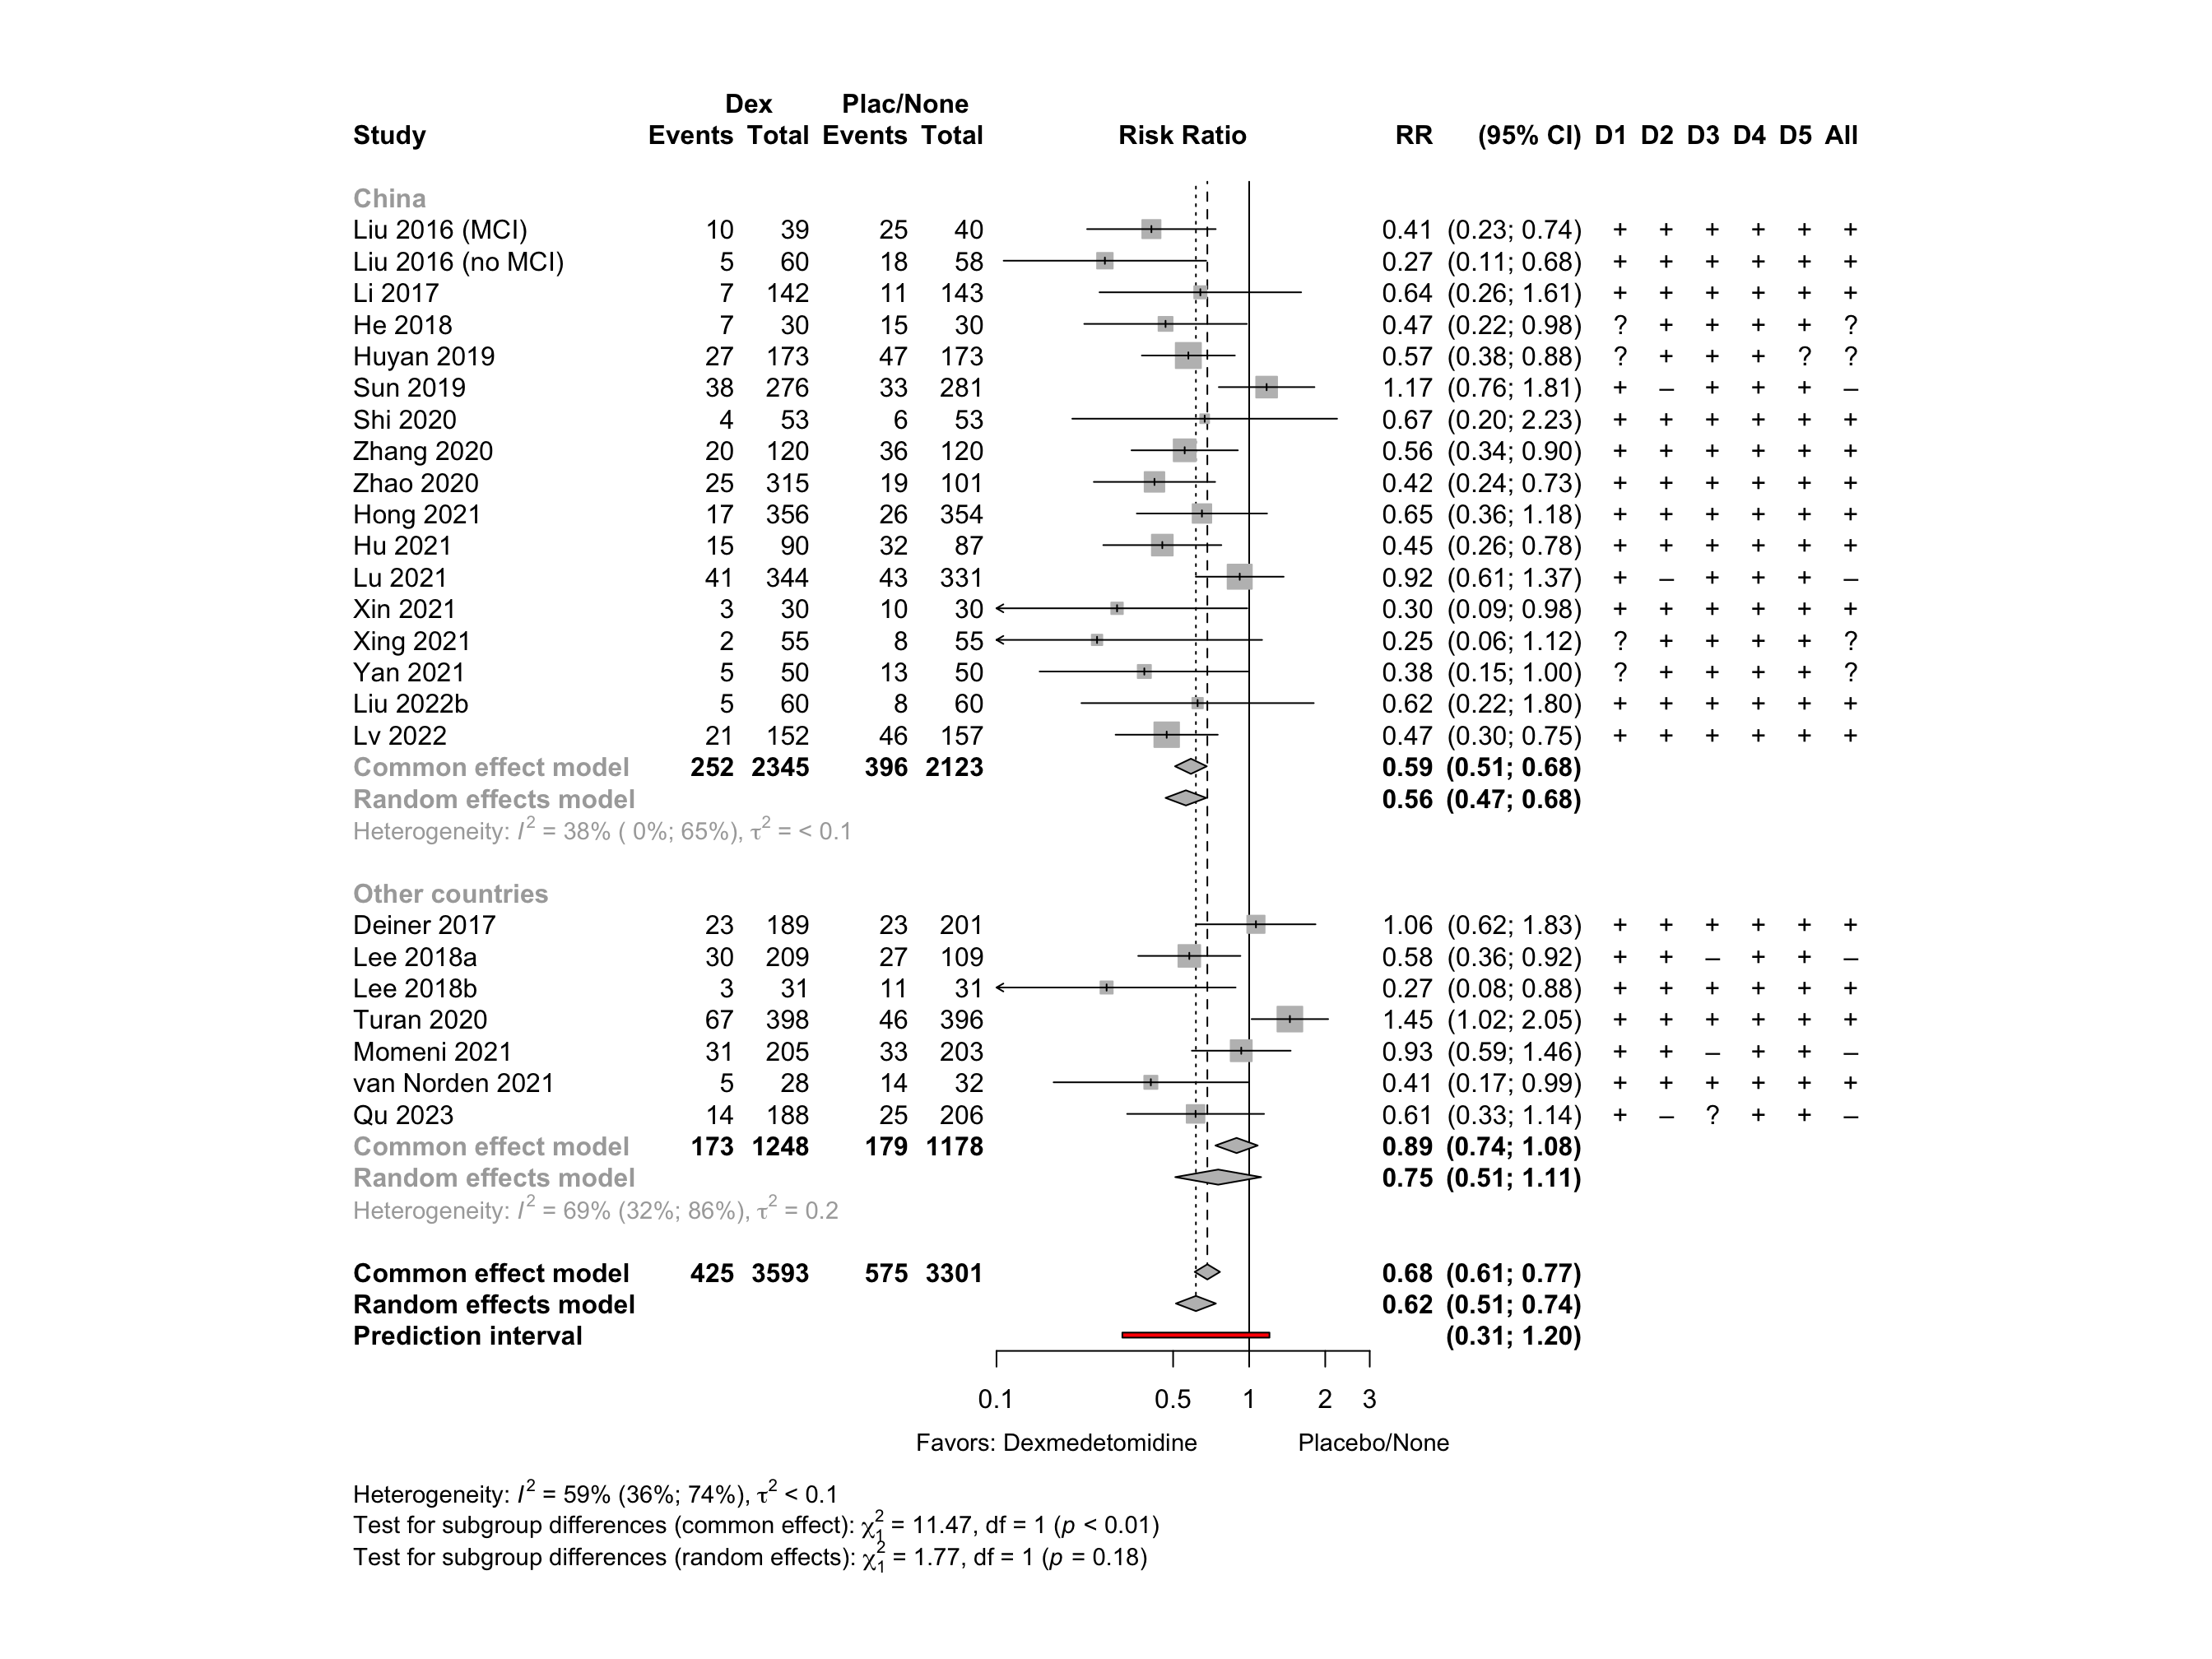 Dex Plac/None
Study Events Total Events Total Risk Ratio RR (95% CI) D1 D2 D3 D4 D5 All
China
Liu 2016 (MCI) 10 39 25 40 0.41 (0.23; 0.74) + + + + + +
Liu 2016 (no MCI) 5 60 18 58 0.27 (0.11; 0.68) + + + + + +
Li 2017 7 142 11 143 0.64 (0.26; 1.61) + + + + + +
He 2018 7 30 15 30 0.47 (0.22; 0.98) ? + + + + ?
Huyan 2019 27 173 47 173 0.57 (0.38; 0.88) ? + + + ? ?
Sun 2019 38 276 33 281 1.17 (0.76; 1.81) + – + + + –
Shi 2020 4 53 6 53 0.67 (0.20; 2.23) + + + + + +
Zhang 2020 20 120 36 120 0.56 (0.34; 0.90) + + + + + +
Zhao 2020 25 315 19 101 0.42 (0.24; 0.73) + + + + + +
Hong 2021 17 356 26 354 0.65 (0.36; 1.18) + + + + + +
Hu 2021 15 90 32 87 0.45 (0.26; 0.78) + + + + + +
Lu 2021 41 344 43 331 0.92 (0.61; 1.37) + – + + + –
Xin 2021 3 30 10 30 0.30 (0.09; 0.98) + + + + + +
Xing 2021 2 55 8 55 0.25 (0.06; 1.12) ? + + + + ?
Yan 2021 5 50 13 50 0.38 (0.15; 1.00) ? + + + + ?
Liu 2022b 5 60 8 60 0.62 (0.22; 1.80) + + + + + +
Lv 2022 21 152 46 157 0.47 (0.30; 0.75) + + + + + +
Common effect model 252 2345 396 2123 0.59 (0.51; 0.68)
Random effects model 0.56 (0.47; 0.68)
Heterogeneity: I² = 38% ( 0%; 65%), τ² = < 0.1
Other countries
Deiner 2017 23 189 23 201 1.06 (0.62; 1.83) + + + + + +
Lee 2018a 30 209 27 109 0.58 (0.36; 0.92) + + – + + –
Lee 2018b 3 31 11 31 0.27 (0.08; 0.88) + + + + + +
Turan 2020 67 398 46 396 1.45 (1.02; 2.05) + + + + + +
Momeni 2021 31 205 33 203 0.93 (0.59; 1.46) + + – + + –
van Norden 2021 5 28 14 32 0.41 (0.17; 0.99) + + + + + +
Qu 2023 14 188 25 206 0.61 (0.33; 1.14) + – ? + + –
Common effect model 173 1248 179 1178 0.89 (0.74; 1.08)
Random effects model 0.75 (0.51; 1.11)
Heterogeneity: I² = 69% (32%; 86%), τ² = 0.2
Common effect model 425 3593 575 3301 0.68 (0.61; 0.77)
Random effects model 0.62 (0.51; 0.74)
Prediction interval (0.31; 1.20)
0.1 0.5 1 2 3
Favors: Dexmedetomidine Placebo/None
Heterogeneity: I² = 59% (36%; 74%), τ² < 0.1
Test for subgroup differences (common effect): χ²₁ = 11.47, df = 1 (p < 0.01)
Test for subgroup differences (random effects): χ²₁ = 1.77, df = 1 (p = 0.18)